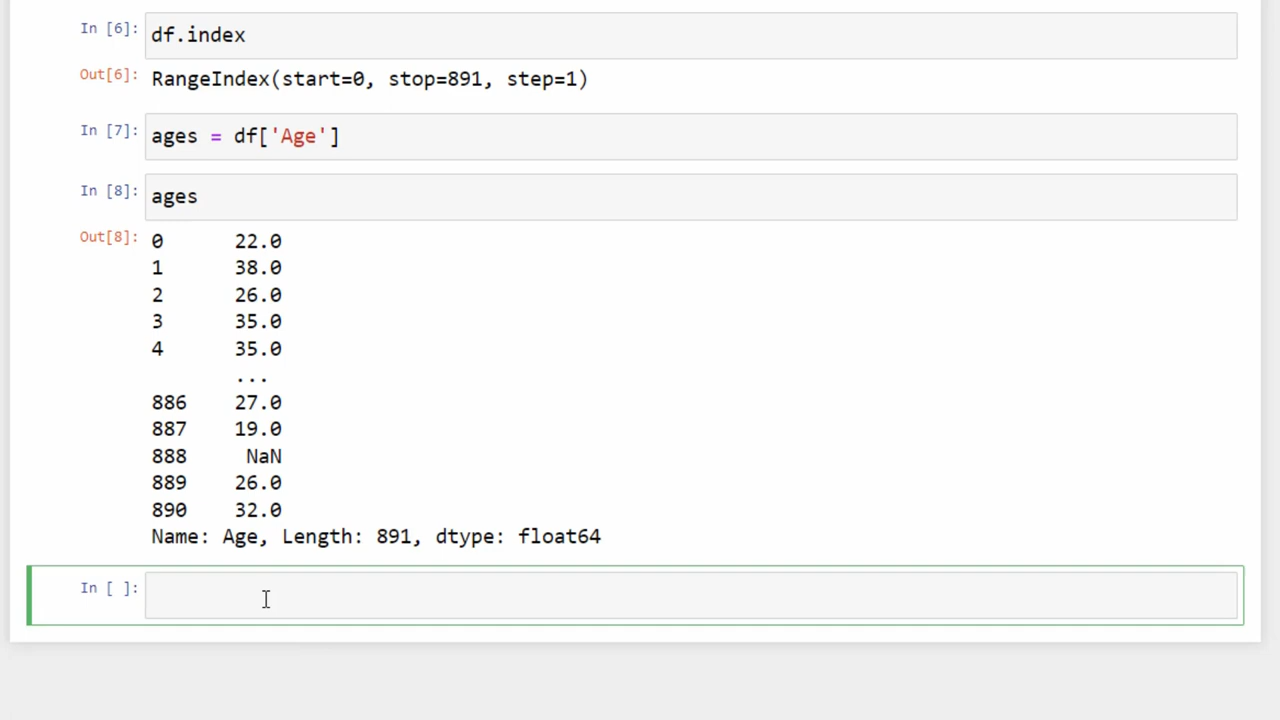 In [6]: df.index
Out[6]: RangeIndex(start=0, stop=891, step=1)
In [7]: ages = df['Age']
In [8]: ages
Out[8]: 0 22.0
1 38.0
2 26.0
3 35.0
4 35.0
...
886 27.0
887 19.0
888 NaN
889 26.0
890 32.0
Name: Age, Length: 891, dtype: float64
In [ ]: